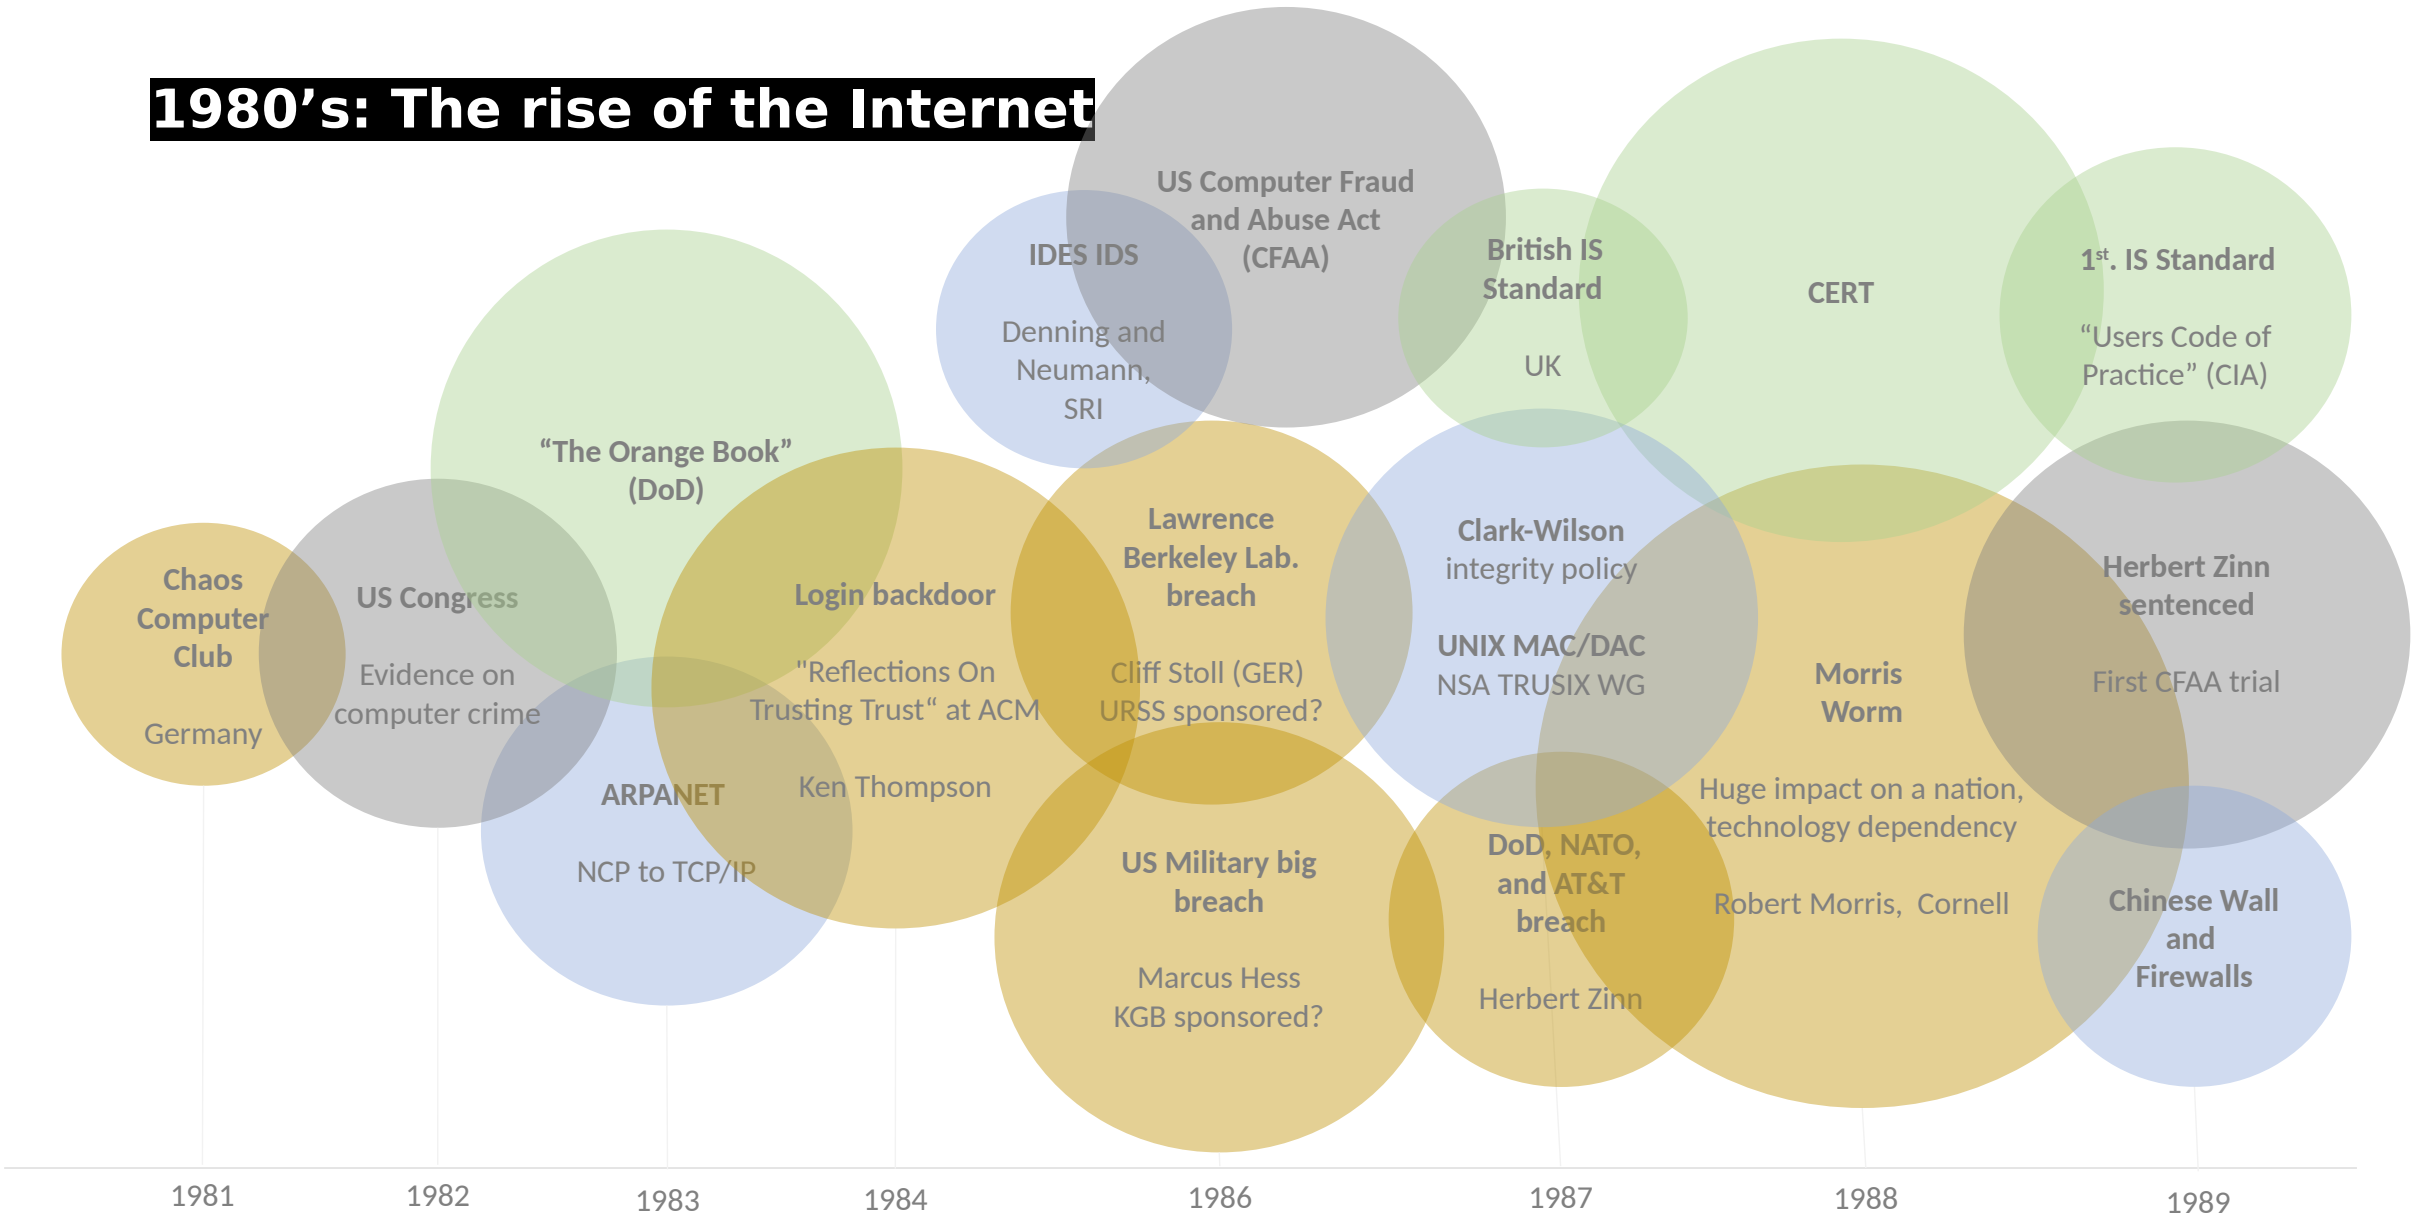 1980’s: The rise of the Internet
US Computer Fraud
and Abuse Act
(CFAA)
IDES IDS
Denning and
Neumann,
SRI
British IS
Standard
UK
CERT
1st. IS Standard
“Users Code of
Practice” (CIA)
“The Orange Book”
(DoD)
Chaos
Computer
Club
Germany
US Congress
Evidence on
computer crime
ARPANET
NCP to TCP/IP
Login backdoor
"Reflections On
Trusting Trust“ at ACM
Ken Thompson
Lawrence
Berkeley Lab.
breach
Cliff Stoll (GER)
URSS sponsored?
US Military big
breach
Marcus Hess
KGB sponsored?
Clark-Wilson
integrity policy
UNIX MAC/DAC
NSA TRUSIX WG
DoD, NATO,
and AT&T
breach
Herbert Zinn
Morris
Worm
Huge impact on a nation,
technology dependency
Robert Morris,  Cornell
Herbert Zinn
sentenced
First CFAA trial
Chinese Wall
and
Firewalls
1981
1982
1983
1984
1986
1987
1988
1989